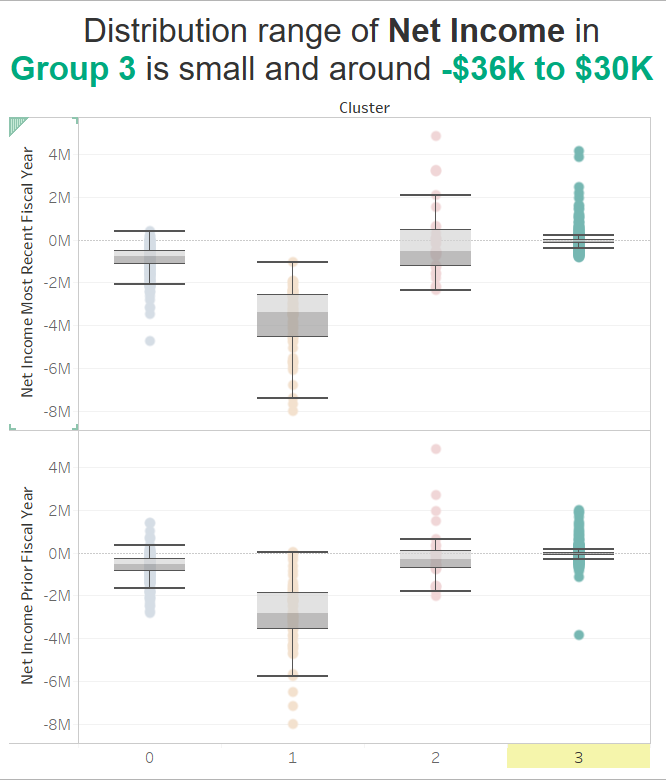 Distribution range of Net Income in
Group 3 is small and around -$36k to $30K
Cluster
Net Income Most Recent Fiscal Year
4M
2M
0M
-2M
-4M
-6M
-8M
Net Income Prior Fiscal Year
4M
2M
0M
-2M
-4M
-6M
-8M
0 1 2 3